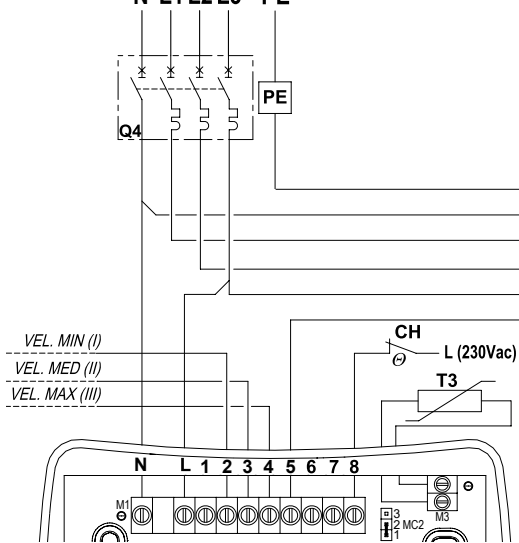 N L1 L2 L3 PE
PE
Q4
VEL. MIN (I)
VEL. MED (II)
VEL. MAX (III)
CH
L (230Vac)
T3
N L 1 2 3 4 5 6 7 8
M1
3
2 MC2
1
M3